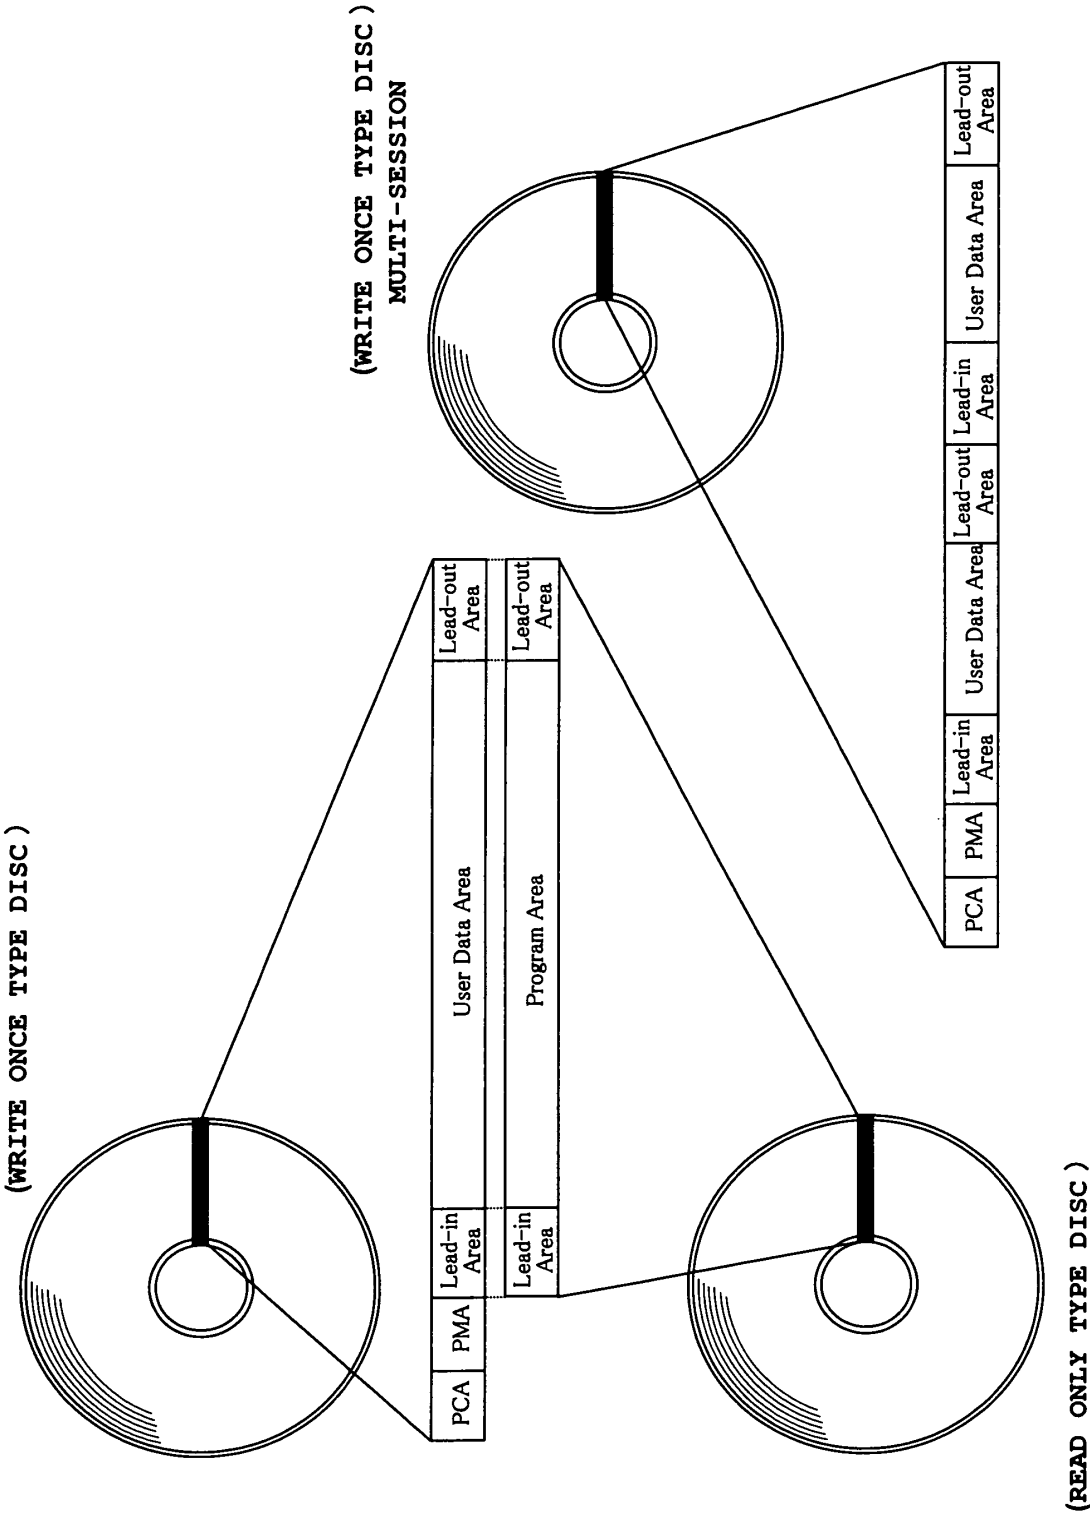 (WRITE ONCE TYPE DISC)
PCA
PMA
Lead-in
Area
User Data Area
Lead-out
Area
Lead-in
Area
Program Area
Lead-out
Area
(READ ONLY TYPE DISC)
(WRITE ONCE TYPE DISC)
MULTI-SESSION
PCA
PMA
Lead-in
Area
User Data Area
Lead-out
Area
Lead-in
Area
User Data Area
Lead-out
Area